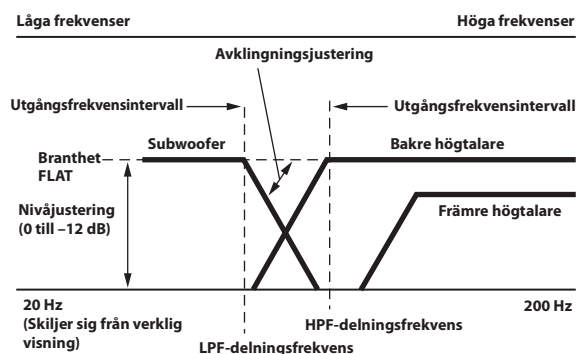 Låga frekvenser
Höga frekvenser
Avklingningsjustering
Utgångsfrekvensintervall
Utgångsfrekvensintervall
Subwoofer
Bakre högtalare
Branthet
FLAT
Nivåjustering
(0 till –12 dB)
Främre högtalare
20 Hz
(Skiljer sig från verklig
visning)
200 Hz
HPF-delningsfrekvens
LPF-delningsfrekvens